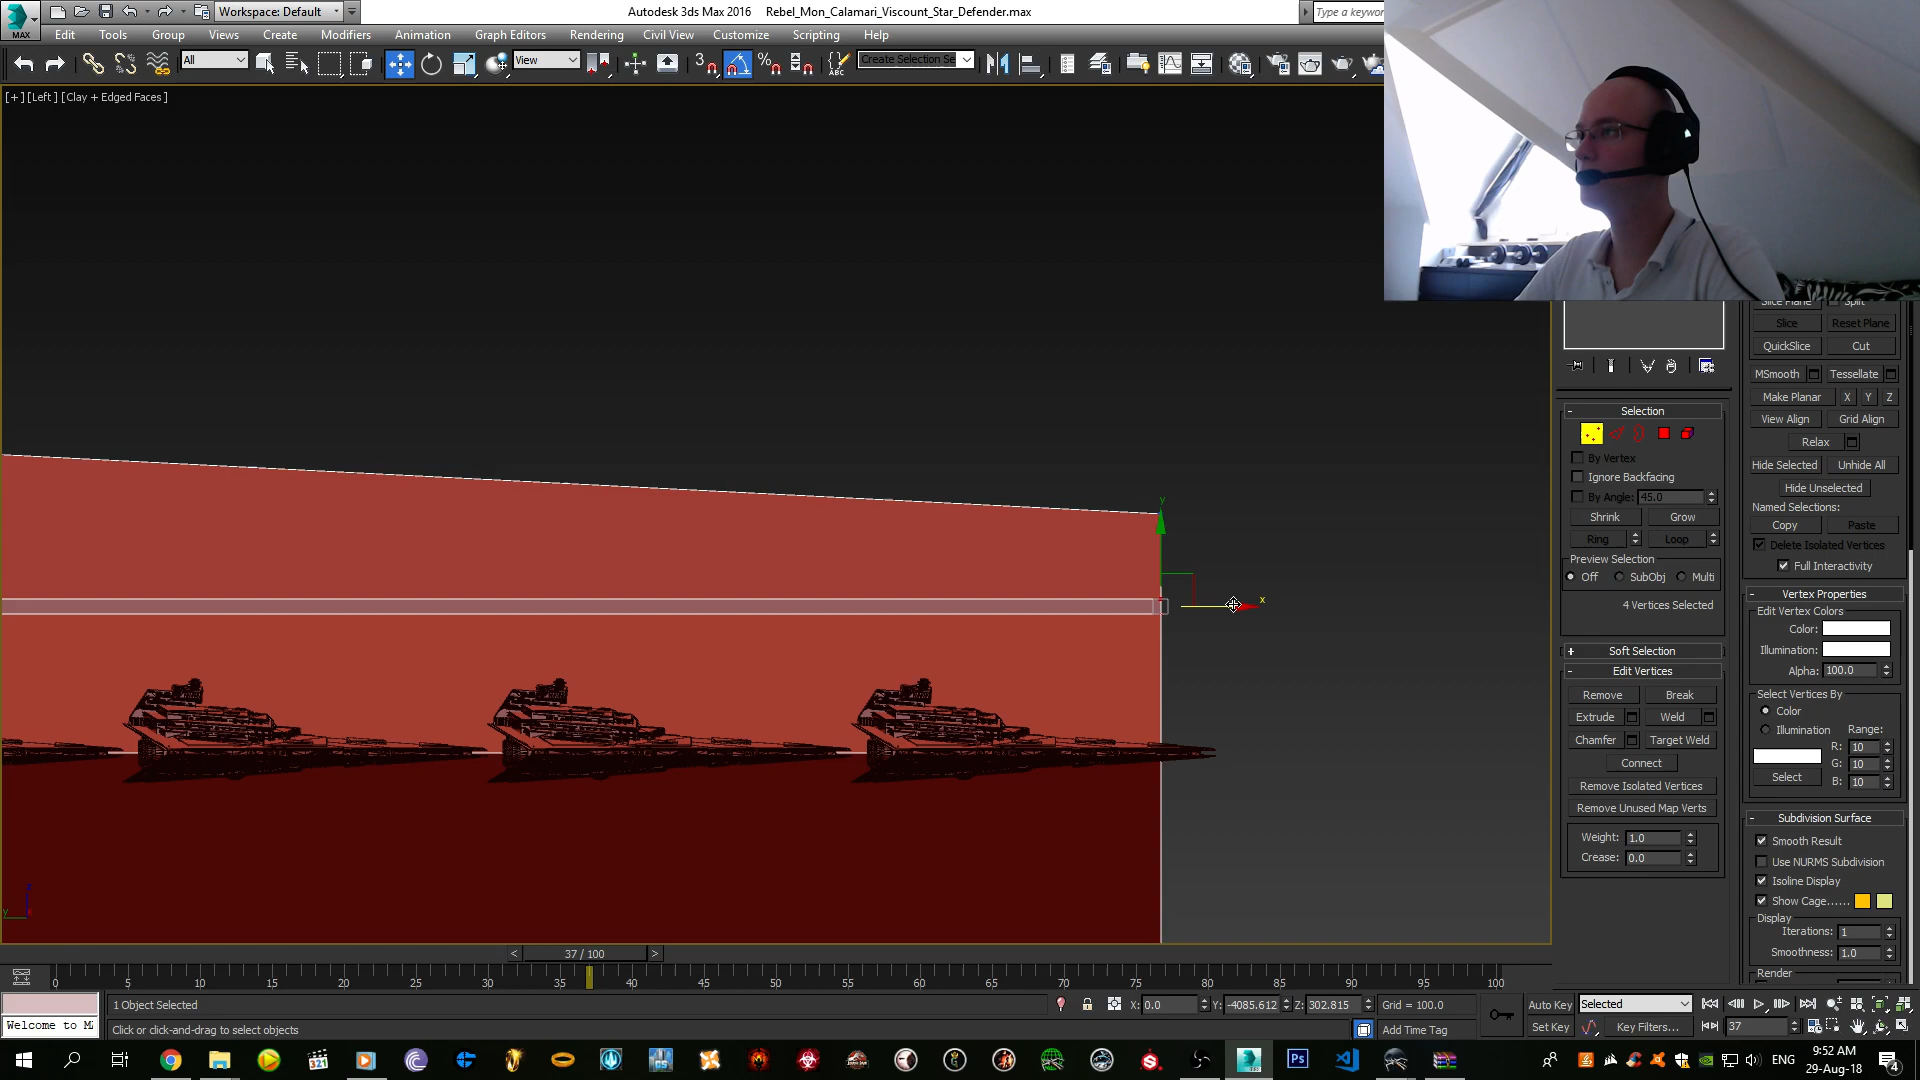 Workspace: Default
Autodesk 3ds Max 2016 Rebel_Mon_Calamari_Viscount_Star_Defender.max
Type a keywor
MAX
Edit Tools Group Views Create Modifiers Animation Graph Editors Rendering Civil View Customize Scripting Help
All
View
3
ABC
Create Selection Se
[+] [Left] [Clay + Edged Faces]
y
x
Slice Plane Split
Slice Reset Plane
QuickSlice Cut
MSmooth Tessellate
Make Planar X Y Z
View Align Grid Align
Relax
Hide Selected Unhide All
Hide Unselected
Named Selections:
Copy Paste
Delete Isolated Vertices
Full Interactivity
Vertex Properties
Edit Vertex Colors
Color:
Illumination:
Alpha: 100.0
Select Vertices By
Color
Illumination Range:
R: 10
G: 10
B: 10
Select
Subdivision Surface
Smooth Result
Use NURMS Subdivision
Isoline Display
Show Cage......
Display
Iterations: 1
Smoothness: 1.0
Render
Selection
By Vertex
Ignore Backfacing
By Angle: 45.0
Shrink Grow
Ring Loop
Preview Selection
Off SubObj Multi
4 Vertices Selected
Soft Selection
Edit Vertices
Remove Break
Extrude Weld
Chamfer Target Weld
Connect
Remove Isolated Vertices
Remove Unused Map Verts
Weight: 1.0
Crease: 0.0
z
y
< 37 / 100 >
0 5 10 15 20 25 30 35 40 45 50 55 60 65 70 75 80 85 90 95 100
1 Object Selected
X: 0.0 Y: -4085.612 Z: 302.815 Grid = 100.0
Auto Key Selected
Welcome to M
Click or click-and-drag to select objects
Add Time Tag
Set Key Key Filters... 37
321
Ps
ENG
9:52 AM
29-Aug-18
4